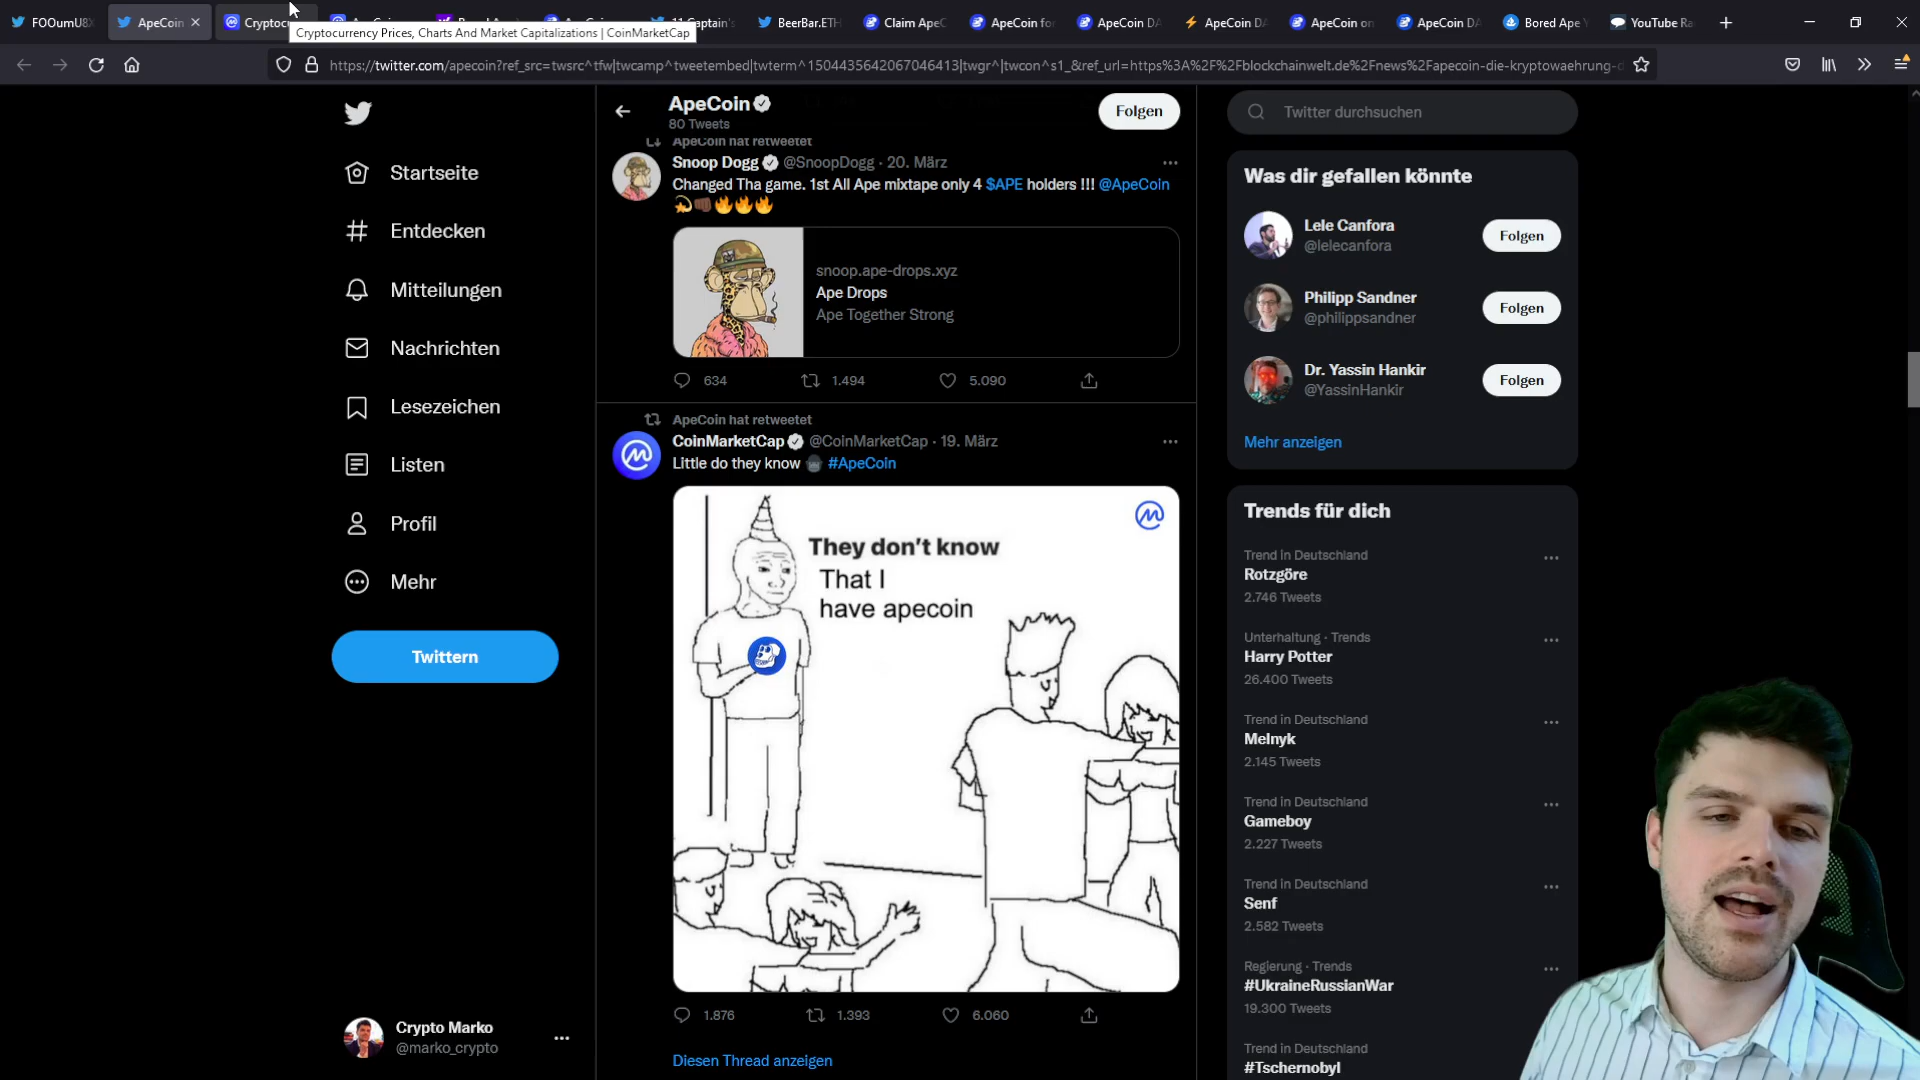 FOOumU8X
ApeCoin
Cryptocu
11 Captain's
BeerBar.ETH
Claim ApeC
ApeCoin for
ApeCoin DA
ApeCoin DA
ApeCoin on
ApeCoin DA
Bored Ape Y
YouTube Ra
Cryptocurrency Prices, Charts And Market Capitalizations | CoinMarketCap
https://twitter.com/apecoin?ref_src=twsrc^tfw|twcamp^tweetembed|twterm^1504435642067046413|twgr^|twcon^s1_&ref_url=https%3A%2F%2Fblockchainwelt.de%2Fnews%2Fapecoin-die-kryptowaehrung-d
Startseite
Entdecken
Mitteilungen
Nachrichten
Lesezeichen
Listen
Profil
Mehr
Twittern
Crypto Marko
@marko_crypto
ApeCoin
80 Tweets
Folgen
ApeCoin hat retweetet
Snoop Dogg @SnoopDogg · 20. März
Changed Tha game. 1st All Ape mixtape only 4 $APE holders !!! @ApeCoin
💫👊🏿🔥🔥🔥
snoop.ape-drops.xyz
Ape Drops
Ape Together Strong
634 1.494 5.090
ApeCoin hat retweetet
CoinMarketCap @CoinMarketCap · 19. März
Little do they know 🦍 #ApeCoin
They don't know
That I
have apecoin
1.876 1.393 6.060
Diesen Thread anzeigen
Twitter durchsuchen
Was dir gefallen könnte
Lele Canfora
@lelecanfora
Folgen
Philipp Sandner
@philippsandner
Folgen
Dr. Yassin Hankir
@YassinHankir
Folgen
Mehr anzeigen
Trends für dich
Trend in Deutschland
Rotzgöre
2.746 Tweets
Unterhaltung · Trends
Harry Potter
26.400 Tweets
Trend in Deutschland
Melnyk
2.145 Tweets
Trend in Deutschland
Gameboy
2.227 Tweets
Trend in Deutschland
Senf
2.582 Tweets
Regierung · Trends
#UkraineRussianWar
19.300 Tweets
Trend in Deutschland
#Tschernobyl